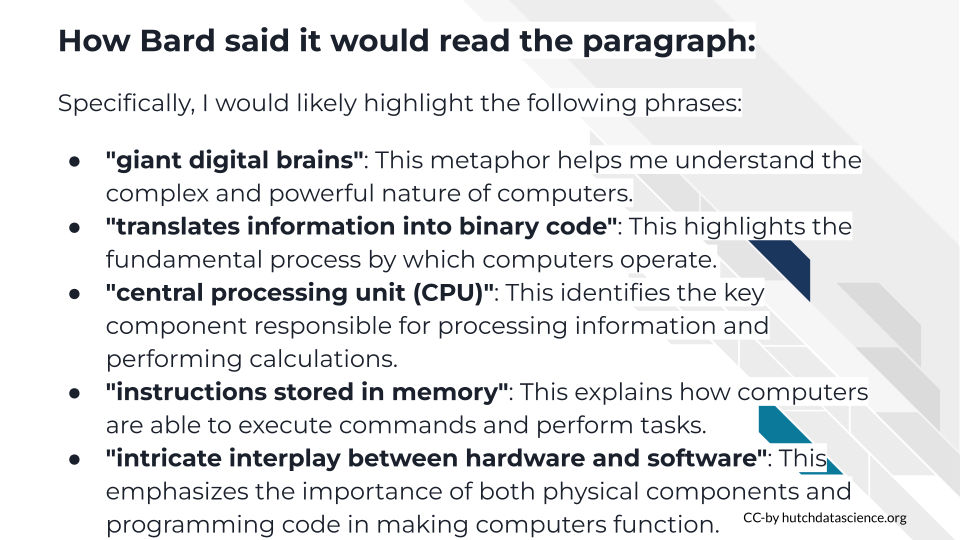 How Bard said it would read the paragraph:
Specifically, I would likely highlight the following phrases:
● "giant digital brains": This metaphor helps me understand the
complex and powerful nature of computers.
● "translates information into binary code": This highlights the
fundamental process by which computers operate.
● "central processing unit (CPU)": This identifies the key
component responsible for processing information and
performing calculations.
● "instructions stored in memory": This explains how computers
are able to execute commands and perform tasks.
● "intricate interplay between hardware and software": This
emphasizes the importance of both physical components and
programming code in making computers function.
CC-by hutchdatascience.org